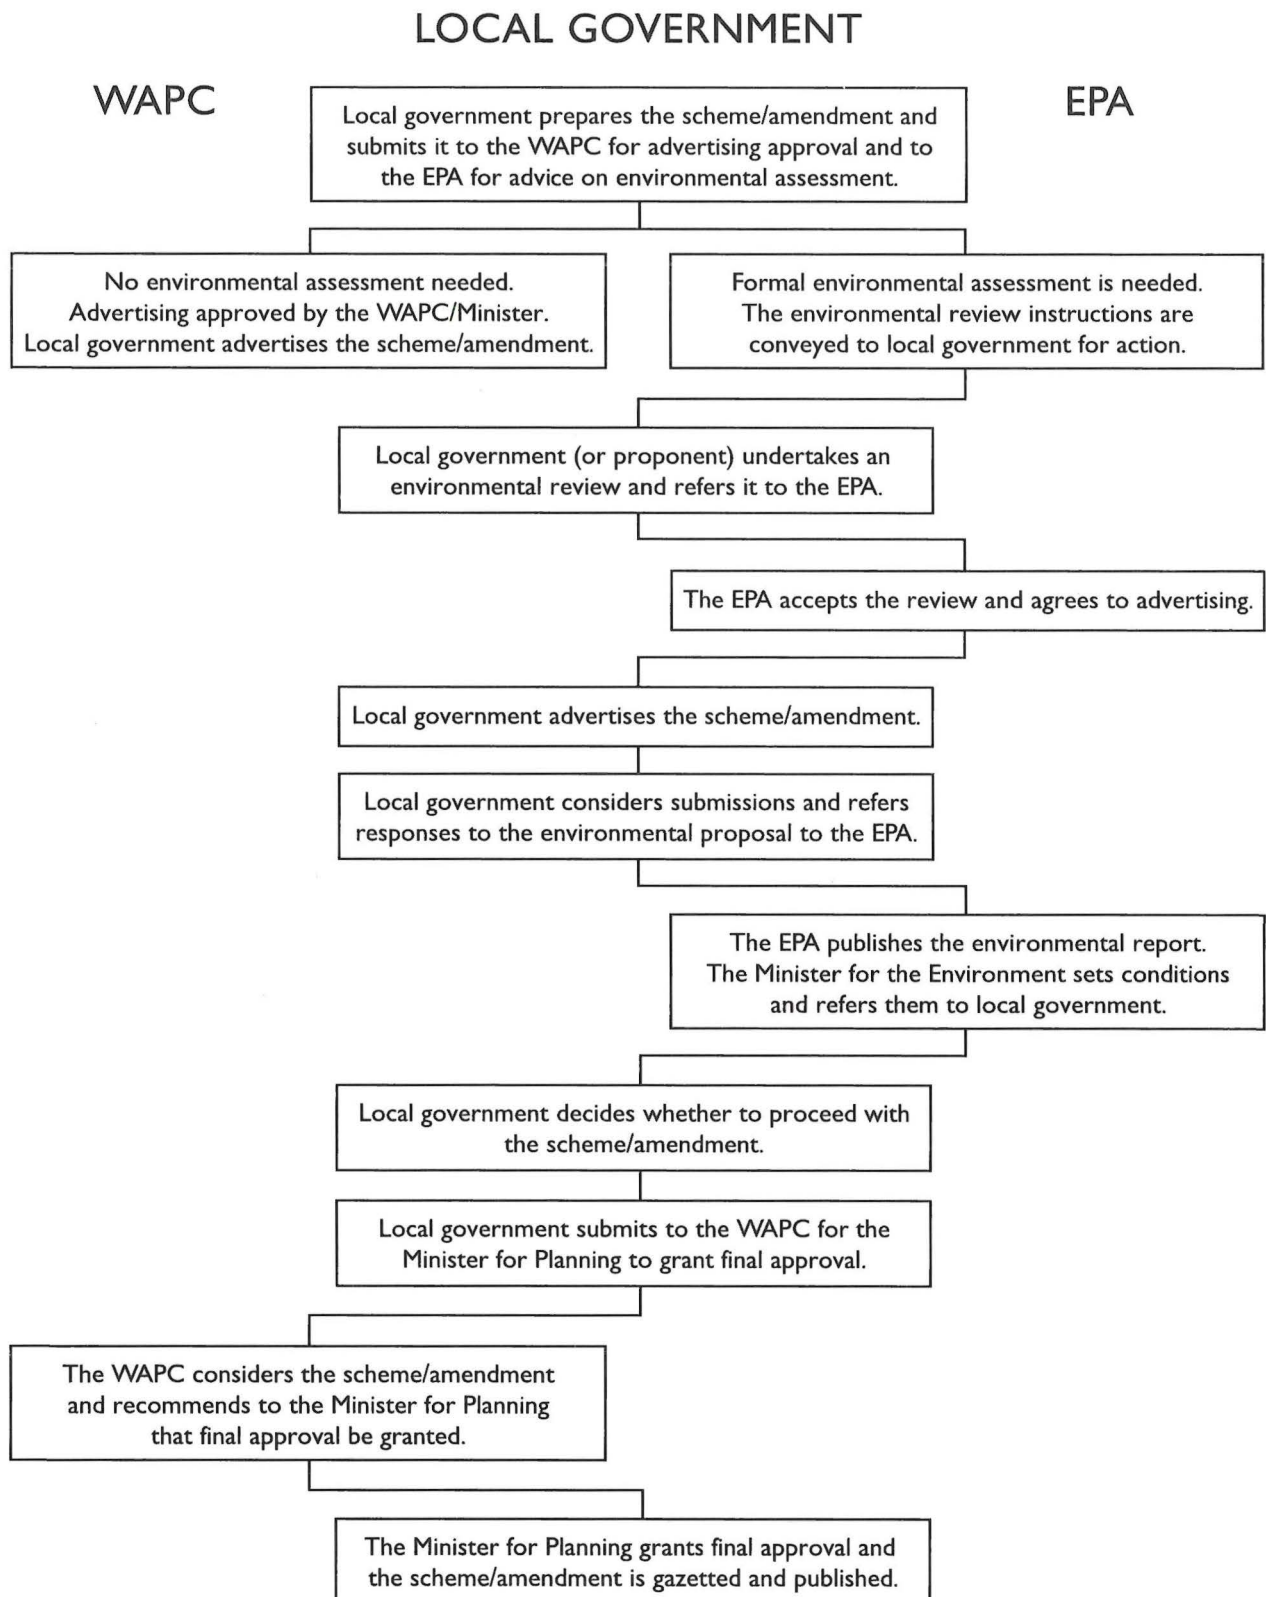 LOCAL GOVERNMENT
WAPC
EPA
Local government prepares the scheme/amendment and
submits it to the WAPC for advertising approval and to
the EPA for advice on environmental assessment.
No environmental assessment needed.
Advertising approved by the WAPC/Minister.
Local government advertises the scheme/amendment.
Formal environmental assessment is needed.
The environmental review instructions are
conveyed to local government for action.
Local government (or proponent) undertakes an
environmental review and refers it to the EPA.
The EPA accepts the review and agrees to advertising.
Local government advertises the scheme/amendment.
Local government considers submissions and refers
responses to the environmental proposal to the EPA.
The EPA publishes the environmental report.
The Minister for the Environment sets conditions
and refers them to local government.
Local government decides whether to proceed with
the scheme/amendment.
Local government submits to the WAPC for the
Minister for Planning to grant final approval.
The WAPC considers the scheme/amendment
and recommends to the Minister for Planning
that final approval be granted.
The Minister for Planning grants final approval and
the scheme/amendment is gazetted and published.